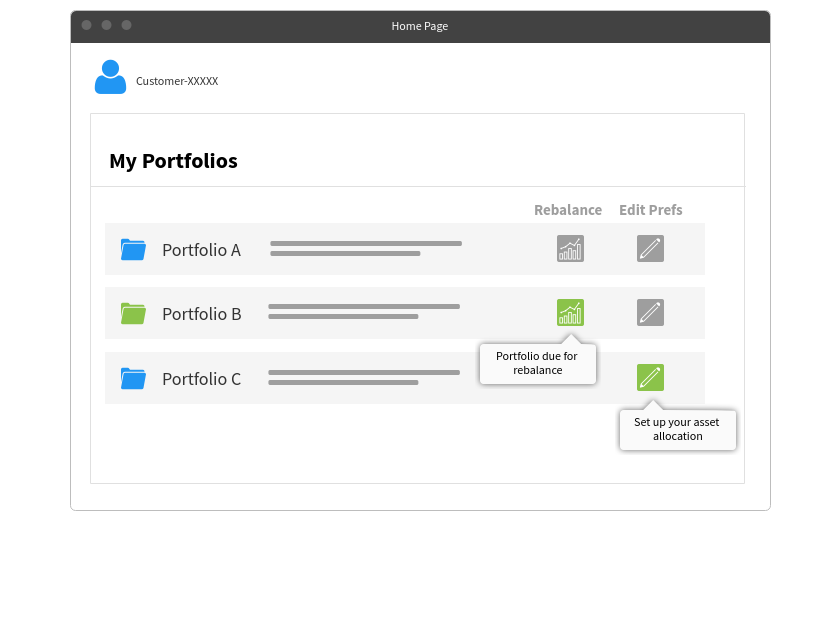 Home Page
Customer-XXXXX
My Portfolios
Rebalance Edit Prefs
Portfolio A
Portfolio B
Portfolio due for
rebalance
Portfolio C
Set up your asset
allocation